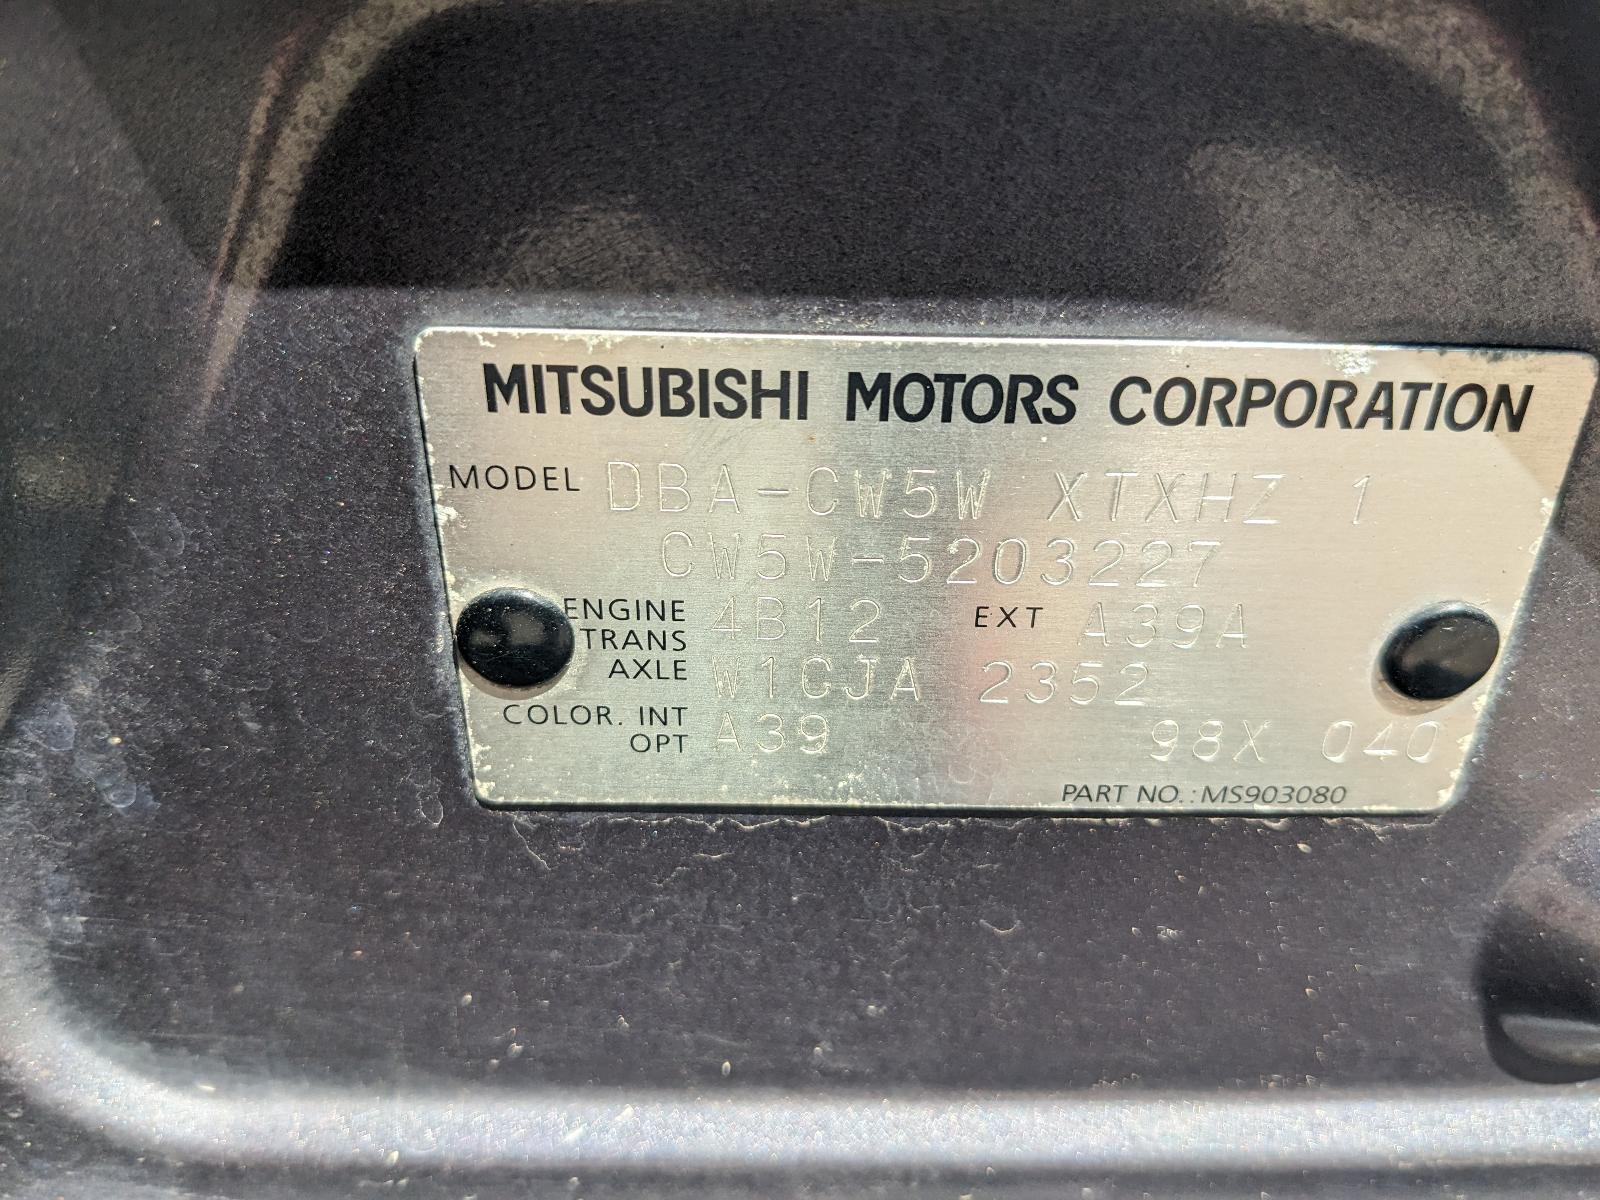 MITSUBISHI MOTORS CORPORATION
MODEL DBA-CW5W XTXHZ 1
CW5W-5203227
ENGINE 4B12 EXT A39A
TRANS
AXLE W1CJA 2352
COLOR. INT
OPT A39 98X 040
PART NO.: MS903080